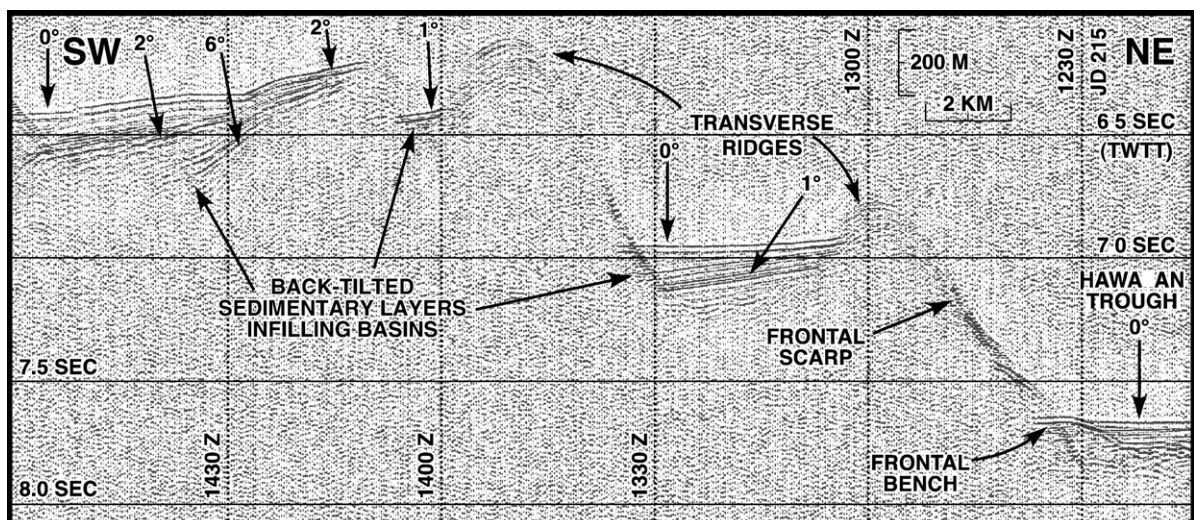 0° SW 2° 6° 2° 1°
1300 Z
200 M
2 KM
1230 Z
JD 215
NE
6 5 SEC
(TWTT)
TRANSVERSE
RIDGES
0°
1°
7 0 SEC
BACK-TILTED
SEDIMENTARY LAYERS
INFILLING BASINS
HAWA AN
TROUGH
0°
FRONTAL
SCARP
7.5 SEC
1430 Z
1400 Z
1330 Z
FRONTAL
BENCH
8.0 SEC